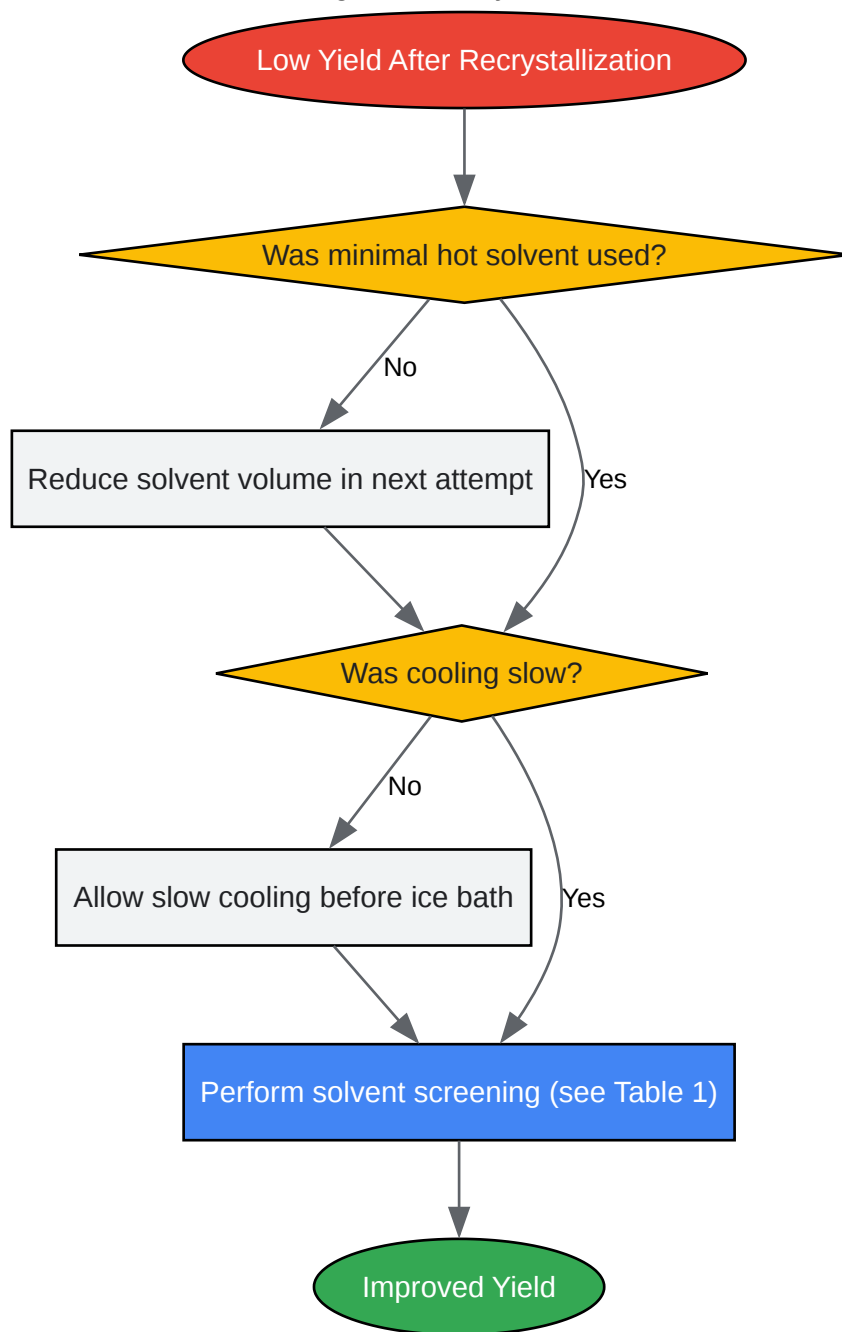 Low Yield After Recrystallization
Was minimal hot solvent used?
No
Reduce solvent volume in next attempt
Yes
Was cooling slow?
No
Allow slow cooling before ice bath
Yes
Perform solvent screening (see Table 1)
Improved Yield